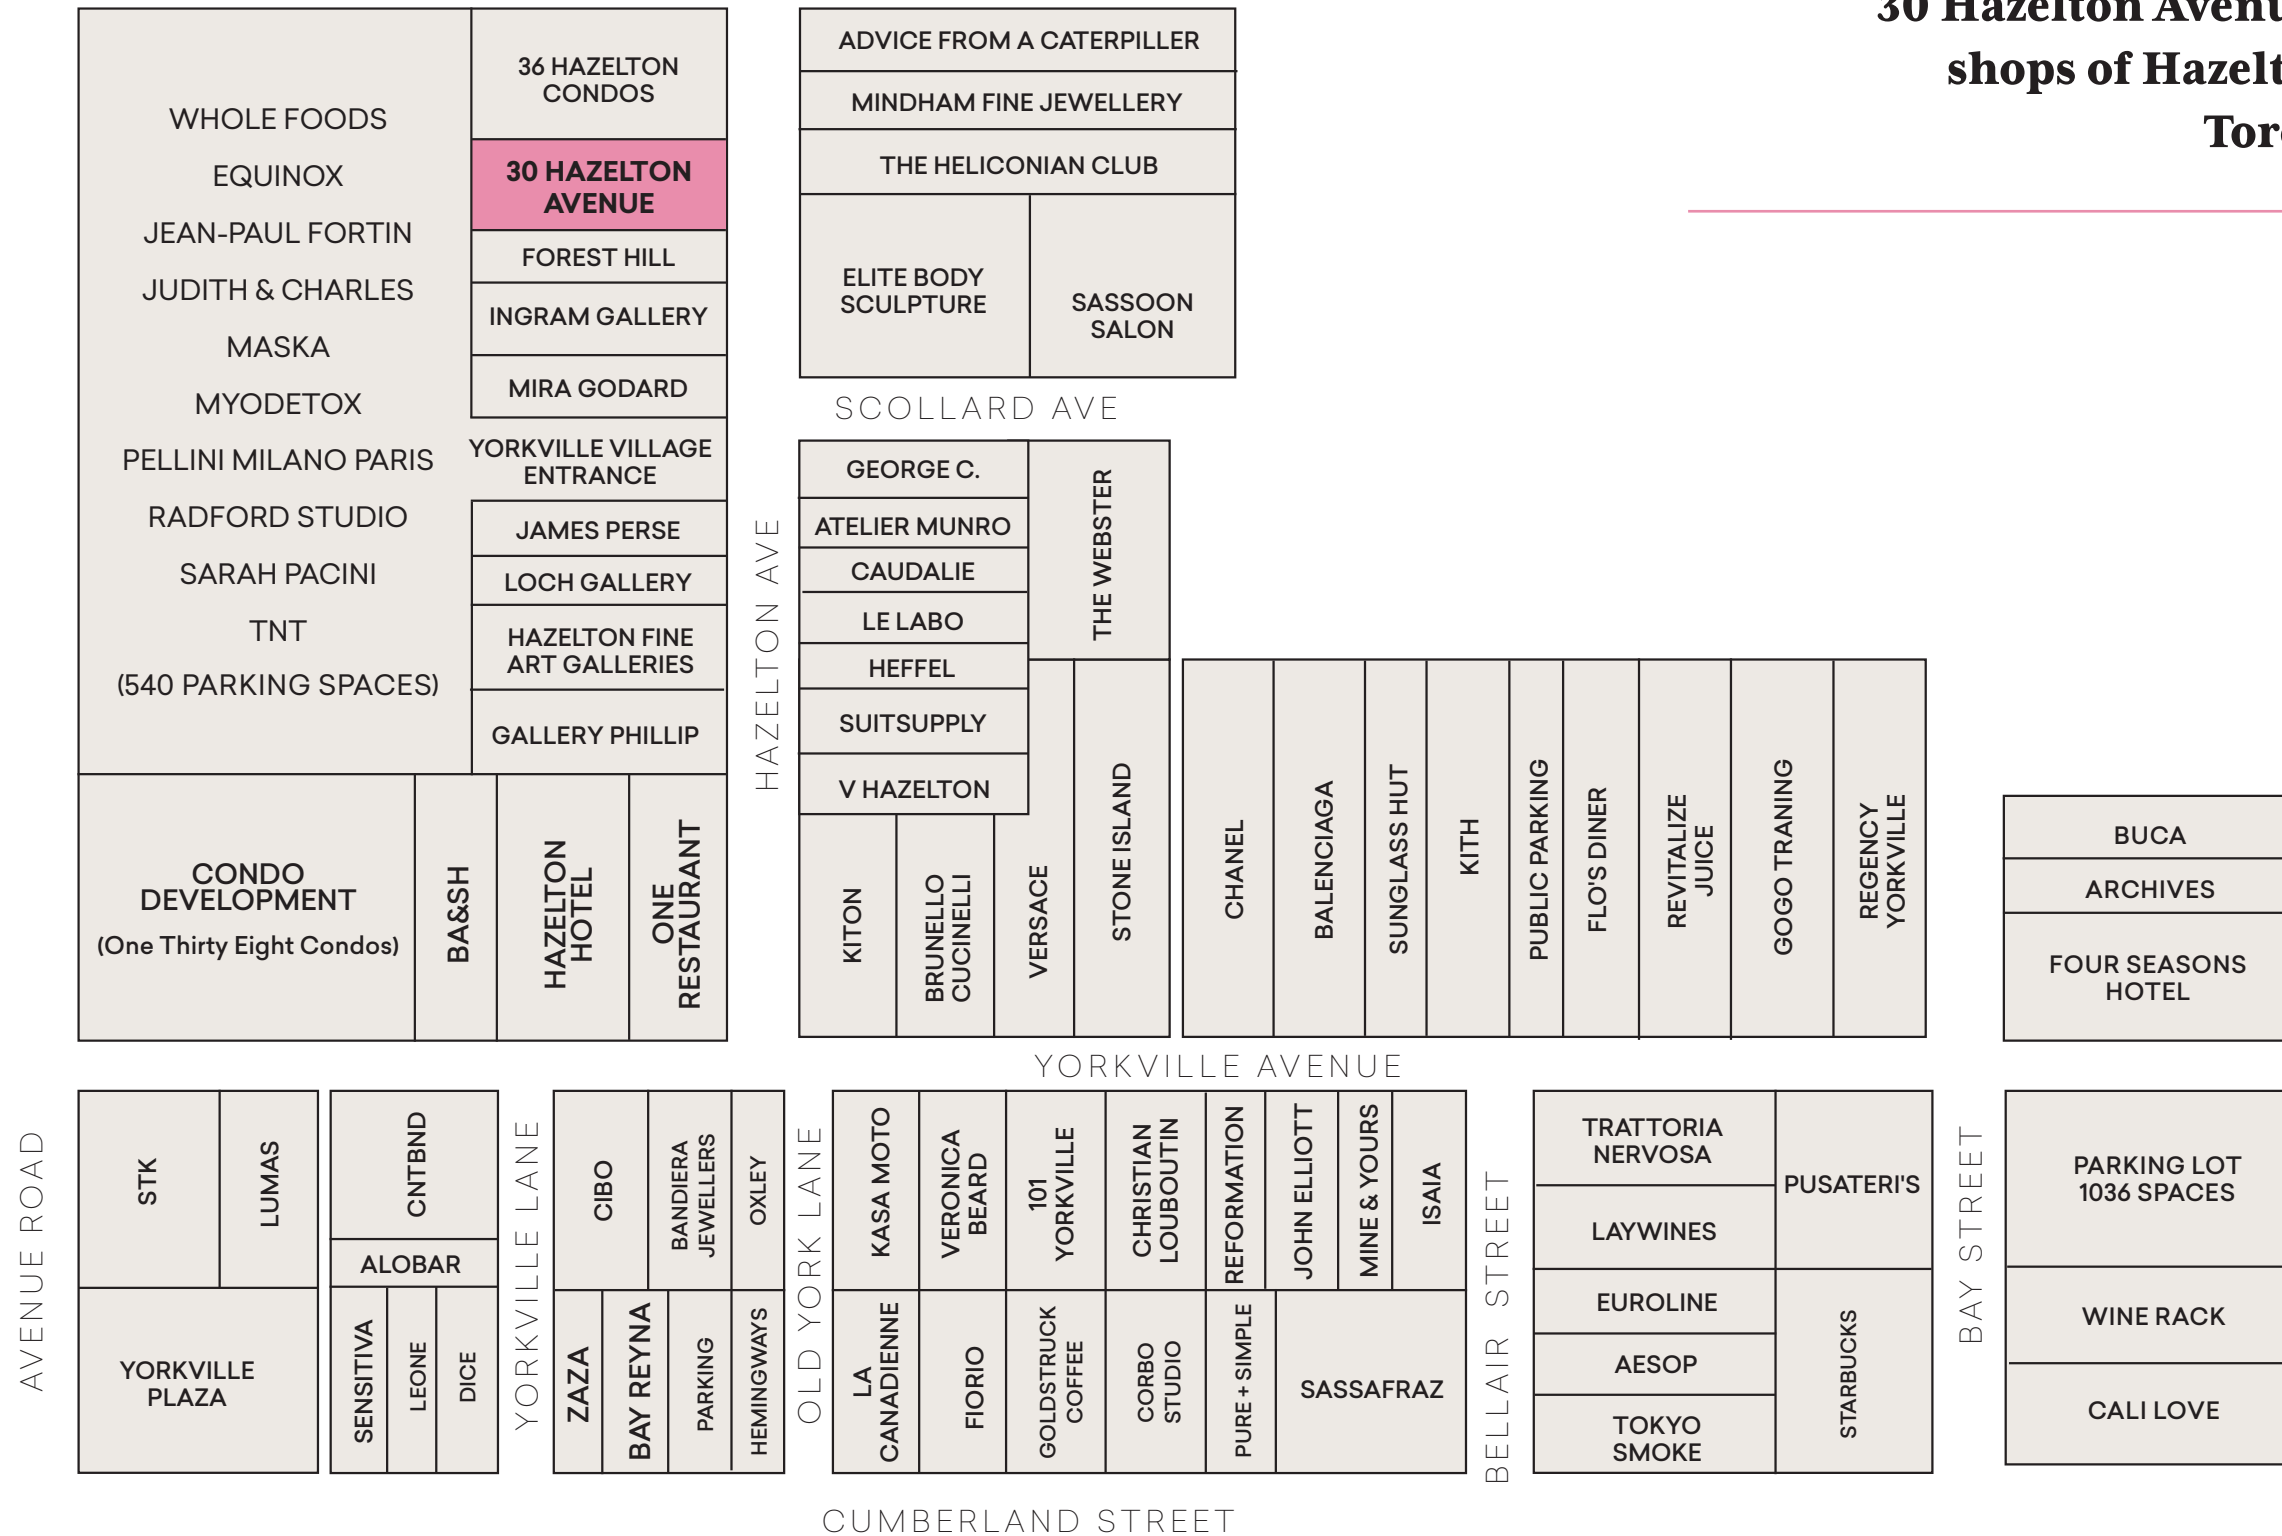 30 Hazelton Avenu
shops of Hazelt
Tor
WHOLE FOODS
EQUINOX
JEAN-PAUL FORTIN
JUDITH & CHARLES
MASKA
MYODETOX
PELLINI MILANO PARIS
RADFORD STUDIO
SARAH PACINI
TNT
(540 PARKING SPACES)
36 HAZELTON
CONDOS
30 HAZELTON
AVENUE
FOREST HILL
INGRAM GALLERY
MIRA GODARD
YORKVILLE VILLAGE
ENTRANCE
JAMES PERSE
LOCH GALLERY
HAZELTON FINE
ART GALLERIES
GALLERY PHILLIP
CONDO
DEVELOPMENT
(One Thirty Eight Condos)
BA&SH
HAZELTON
HOTEL
ONE
RESTAURANT
HAZELTON AVE
ADVICE FROM A CATERPILLER
MINDHAM FINE JEWELLERY
THE HELICONIAN CLUB
ELITE BODY
SCULPTURE
SASSOON
SALON
SCOLLARD AVE
GEORGE C.
ATELIER MUNRO
CAUDALIE
LE LABO
HEFFEL
SUITSUPPLY
V HAZELTON
THE WEBSTER
KITON
BRUNELLO
CUCINELLI
VERSACE
STONE ISLAND
CHANEL
BALENCIAGA
SUNGLASS HUT
KITH
PUBLIC PARKING
FLO'S DINER
REVITALIZE
JUICE
GOGO TRANING
REGENCY
YORKVILLE
BUCA
ARCHIVES
FOUR SEASONS
HOTEL
YORKVILLE AVENUE
AVENUE ROAD
STK
LUMAS
YORKVILLE
PLAZA
CNTBND
ALOBAR
SENSITIVA
LEONE
DICE
YORKVILLE LANE
CIBO
BANDIERA
JEWELLERS
OXLEY
ZAZA
BAY REYNA
PARKING
HEMINGWAYS
OLD YORK LANE
KASA MOTO
VERONICA
BEARD
101
YORKVILLE
CHRISTIAN
LOUBOUTIN
REFORMATION
JOHN ELLIOTT
MINE & YOURS
ISAIA
LA
CANADIENNE
FIORIO
GOLDSTRUCK
COFFEE
CORBO
STUDIO
PURE + SIMPLE
SASSAFRAZ
BELLAIR STREET
TRATTORIA
NERVOSA
LAYWINES
EUROLINE
AESOP
TOKYO
SMOKE
PUSATERI'S
STARBUCKS
BAY STREET
PARKING LOT
1036 SPACES
WINE RACK
CALI LOVE
CUMBERLAND STREET